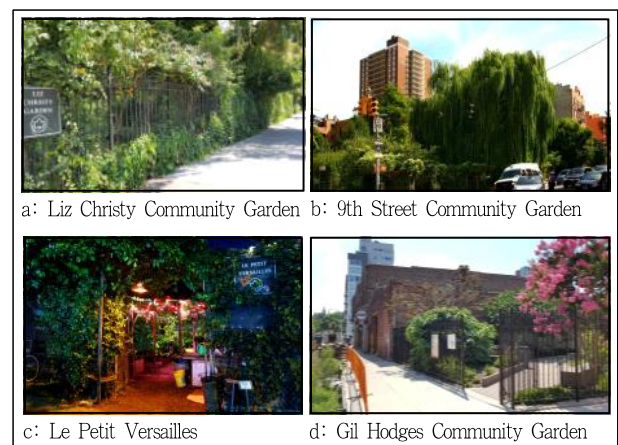 LIZ
CHRISTY
GARDEN
a: Liz Christy Community Garden
b: 9th Street Community Garden
LE PETIT
VERSAILLES
c: Le Petit Versailles
d: Gil Hodges Community Garden